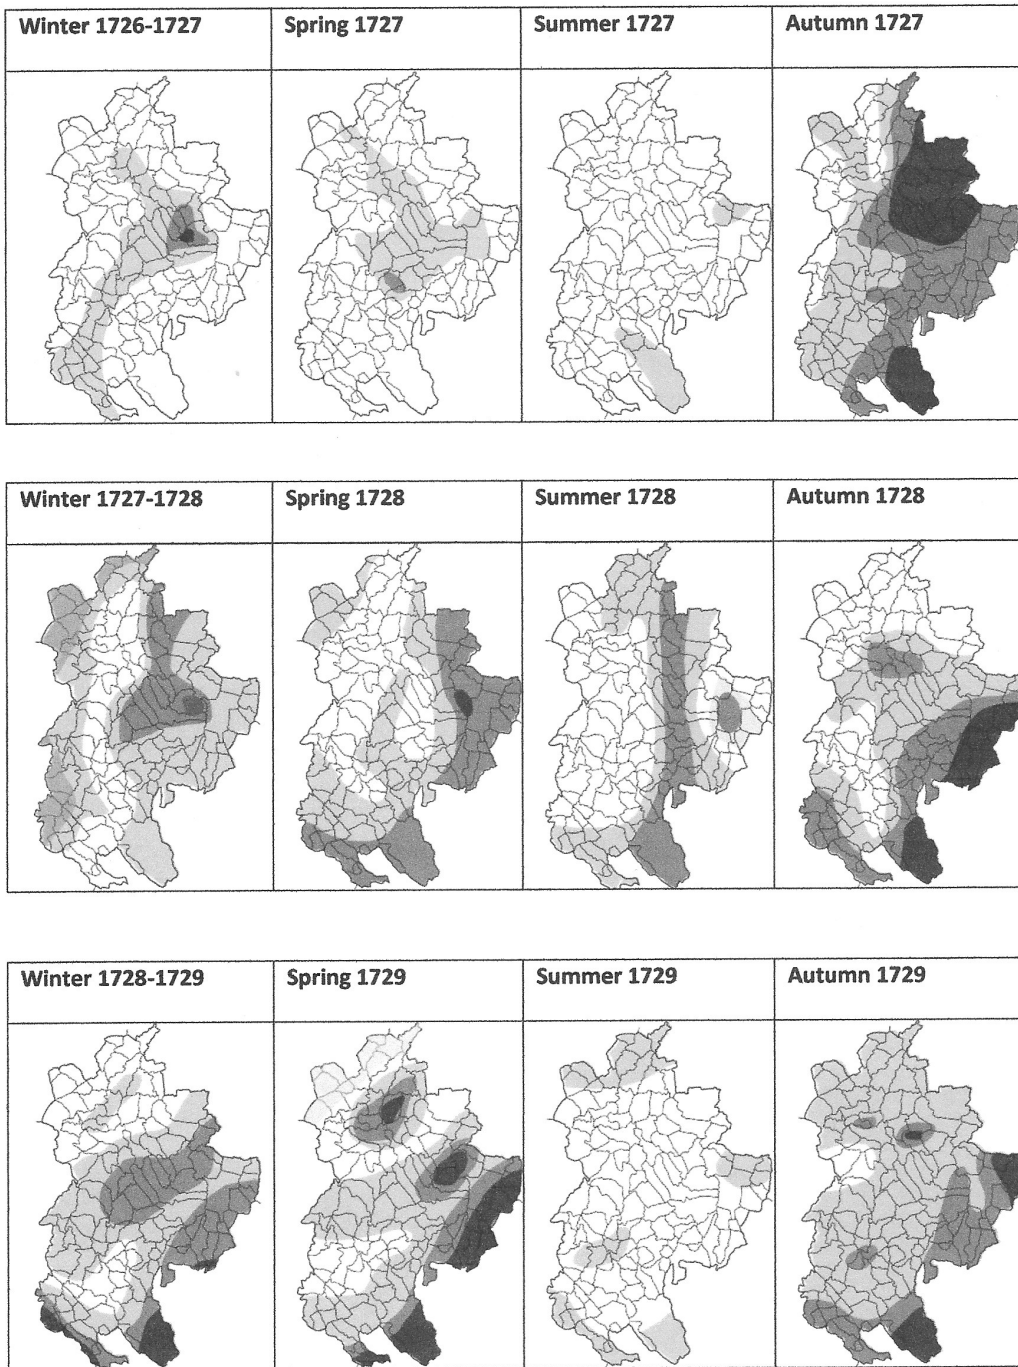 Winter 1726-1727
Spring 1727
Summer 1727
Autumn 1727
Winter 1727-1728
Spring 1728
Summer 1728
Autumn 1728
Winter 1728-1729
Spring 1729
Summer 1729
Autumn 1729